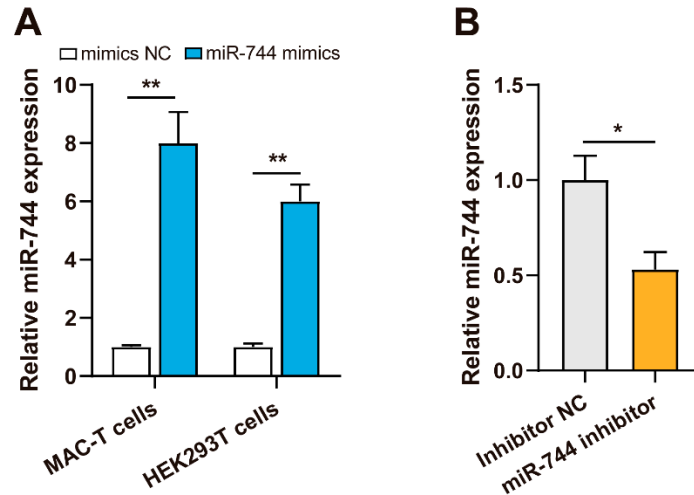 A
mimics NC
miR-744 mimics
Relative miR-744 expression
10
8
6
4
2
0
**
**
MAC-T cells
HEK293T cells
B
Relative miR-744 expression
1.5
1.0
0.5
0.0
*
Inhibitor NC
miR-744 inhibitor